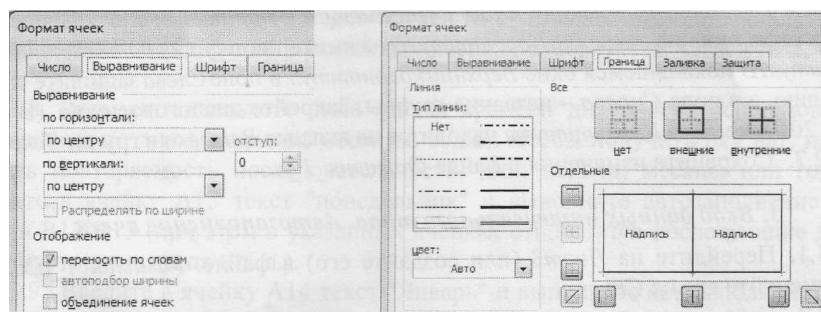 Формат ячеек
Число Выравнивание Шрифт Граница
Выравнивание
по горизонтали:
по центру
отступ:
0
по вертикали:
по центру
Распределять по ширине
Отображение
переносить по словам
автоподбор ширины
объединение ячеек
Формат ячеек
Число Выравнивание Шрифт Граница Заливка Защита
Линия
Тип линии:
Нет
цвет:
Авто
Все
нет внешние внутренние
Отдельные
Надпись Надпись